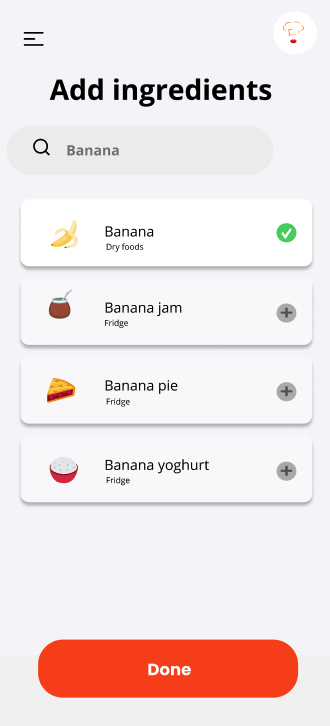 Add ingredients
Banana
Banana
Dry foods
Banana jam
Fridge
Banana pie
Fridge
Banana yoghurt
Fridge
Done